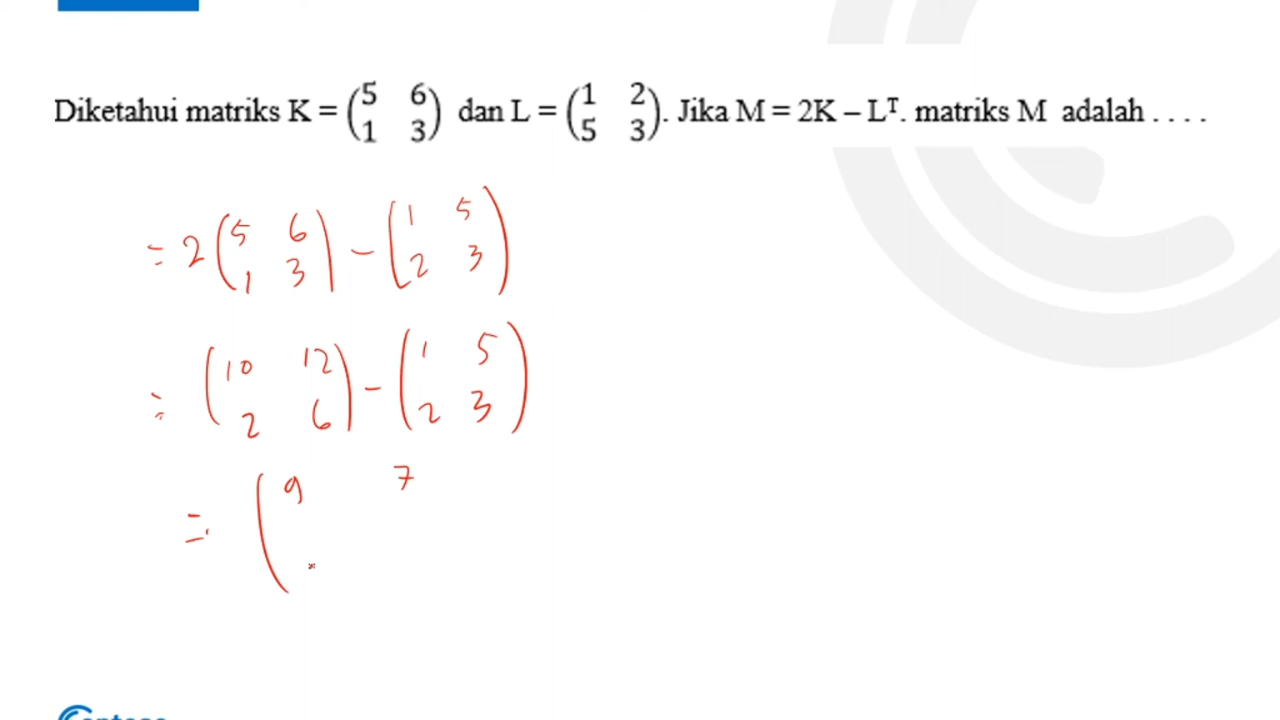 Diketahui matriks K = (5 6 1 3) dan L = (1 2 5 3). Jika M = 2K – Lᵀ. matriks M adalah . . . .
= 2 (5 6 1 3) − (1 5 2 3)
= (10 12 2 6) − (1 5 2 3)
= (9 7